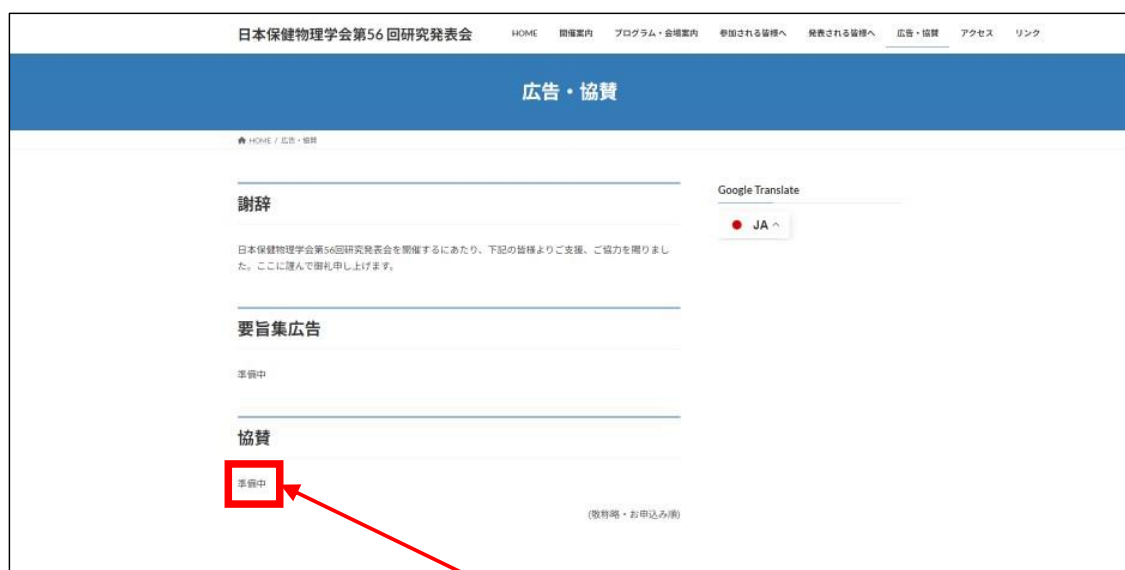 日本保健物理学会第56回研究発表会
HOME 開催案内 プログラム・会場案内 参加される皆様へ 発表される皆様へ 広告・協賛 アクセス リンク
広告・協賛
HOME / 広告・協賛
謝辞
日本保健物理学会第56回研究発表会を開催するにあたり、下記の皆様よりご支援、ご協力を賜りまし
た。ここに謹んで御礼申し上げます。
要旨集広告
準備中
協賛
準備中
(敬称略・お申込み順)
Google Translate
JA